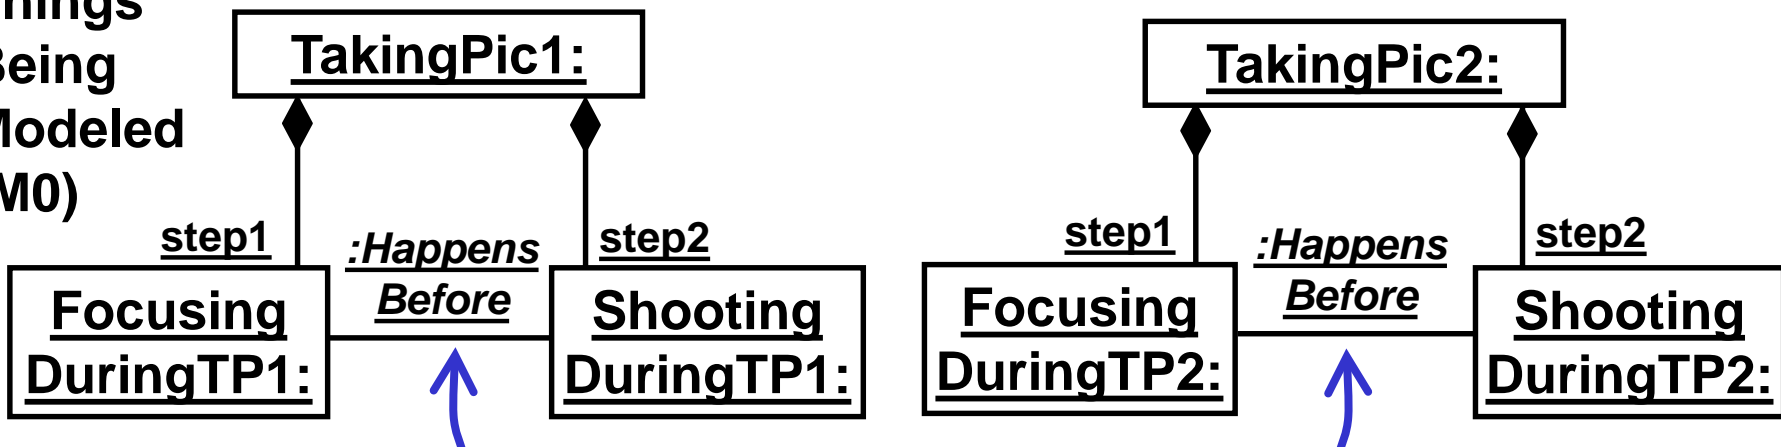 nings
Being
Modeled
(M0)
TakingPic1:
step1
:Happens
Before
step2
Focusing
DuringTP1:
Shooting
DuringTP1:
TakingPic2:
step1
:Happens
Before
step2
Focusing
DuringTP2:
Shooting
DuringTP2: